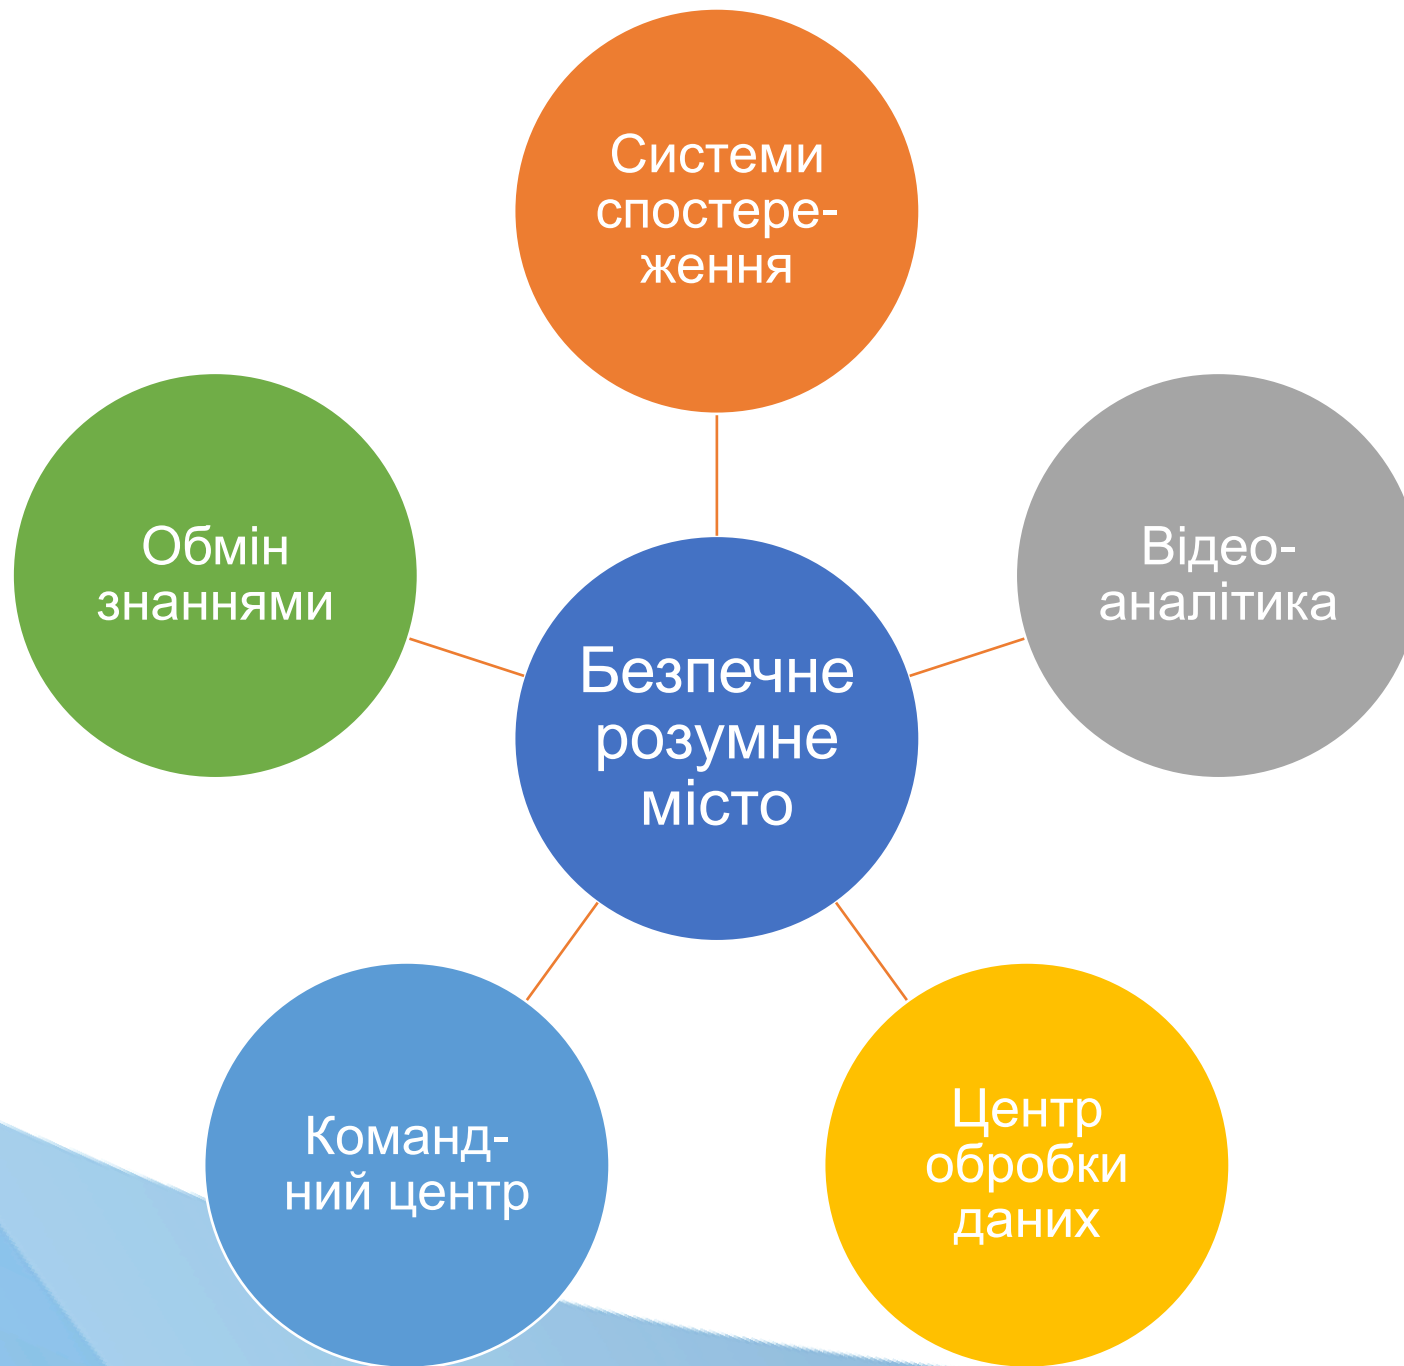 Системи
спостере-
ження
Обмін
знаннями
Відео-
аналітика
Безпечне
розумне
місто
Команд-
ний центр
Центр
обробки
даних